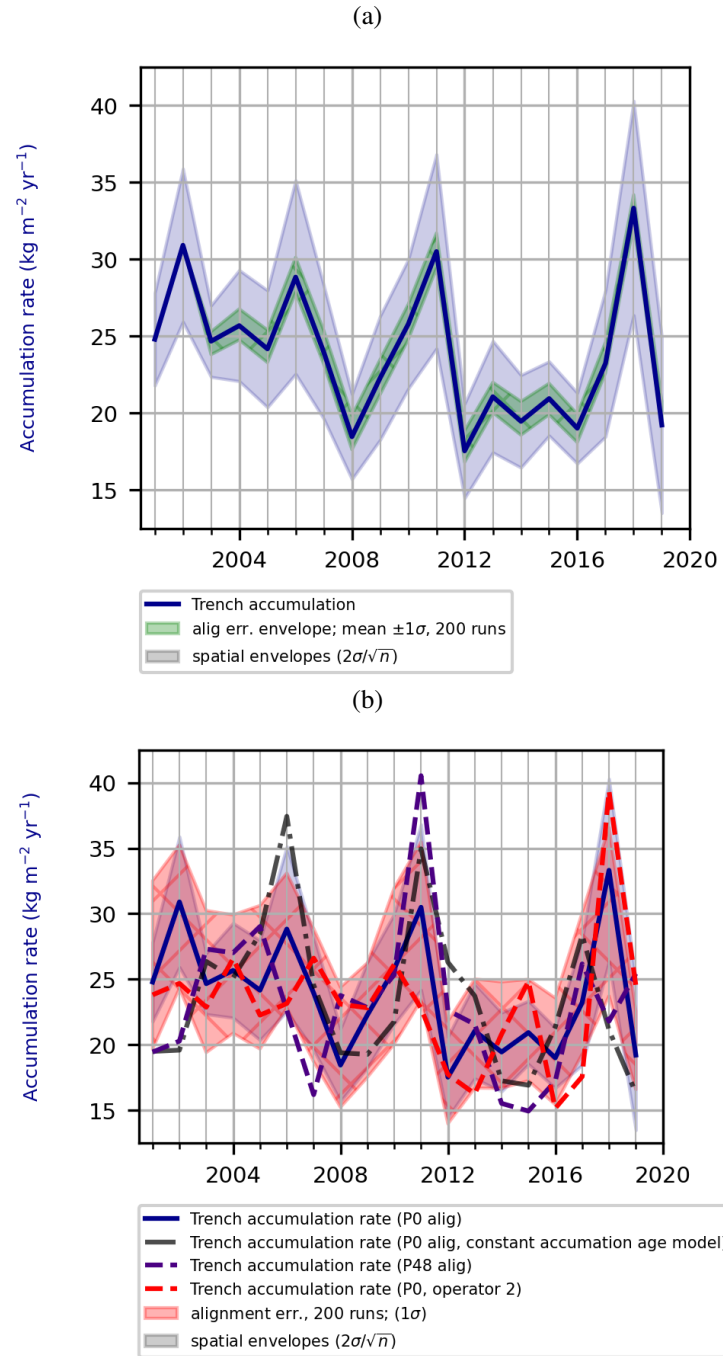 (a)
Accumulation rate (kg m⁻² yr⁻¹)
40
35
30
25
20
15
2004 2008 2012 2016 2020
Trench accumulation
alig err. envelope; mean ±1σ, 200 runs
spatial envelopes (2σ/√n)
(b)
Accumulation rate (kg m⁻² yr⁻¹)
40
35
30
25
20
15
2004 2008 2012 2016 2020
Trench accumulation rate (P0 alig)
Trench accumulation rate (P0 alig, constant accumation age model)
Trench accumulation rate (P48 alig)
Trench accumulation rate (P0, operator 2)
alignment err., 200 runs; (1σ)
spatial envelopes (2σ/√n)